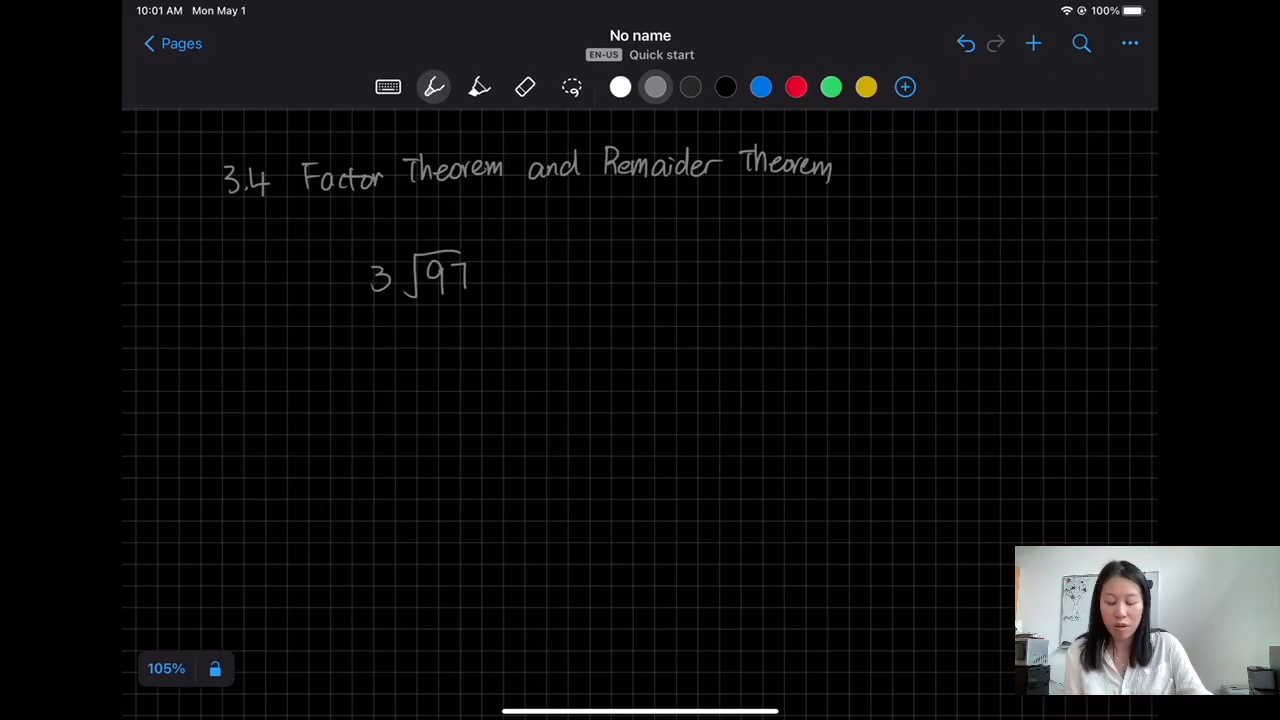 10:01 AM Mon May 1 100%
Pages
No name
EN-US Quick start
3.4 Factor Theorem and Remaider Theorem
3 √97
105%